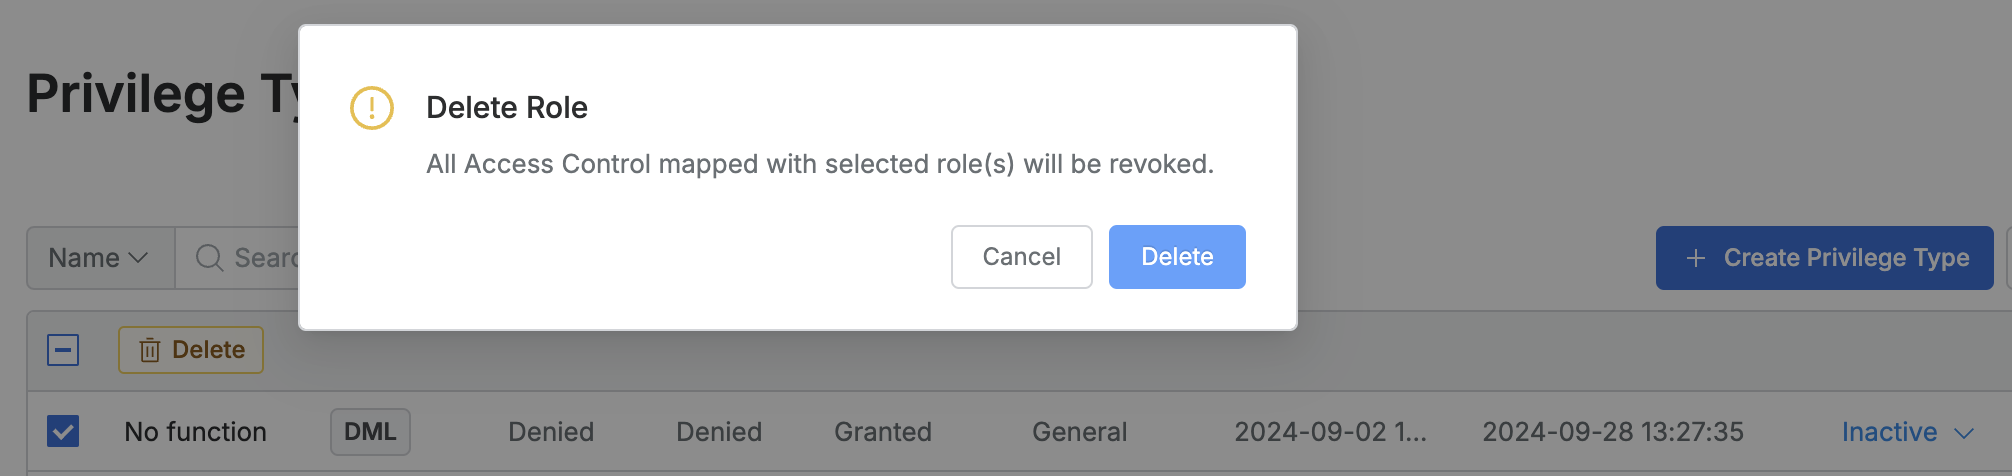 Privilege Ty
Delete Role
All Access Control mapped with selected role(s) will be revoked.
Cancel
Delete
Name
Searc
+ Create Privilege Type
Delete
No function DML Denied Denied Granted General 2024-09-02 1... 2024-09-28 13:27:35 Inactive